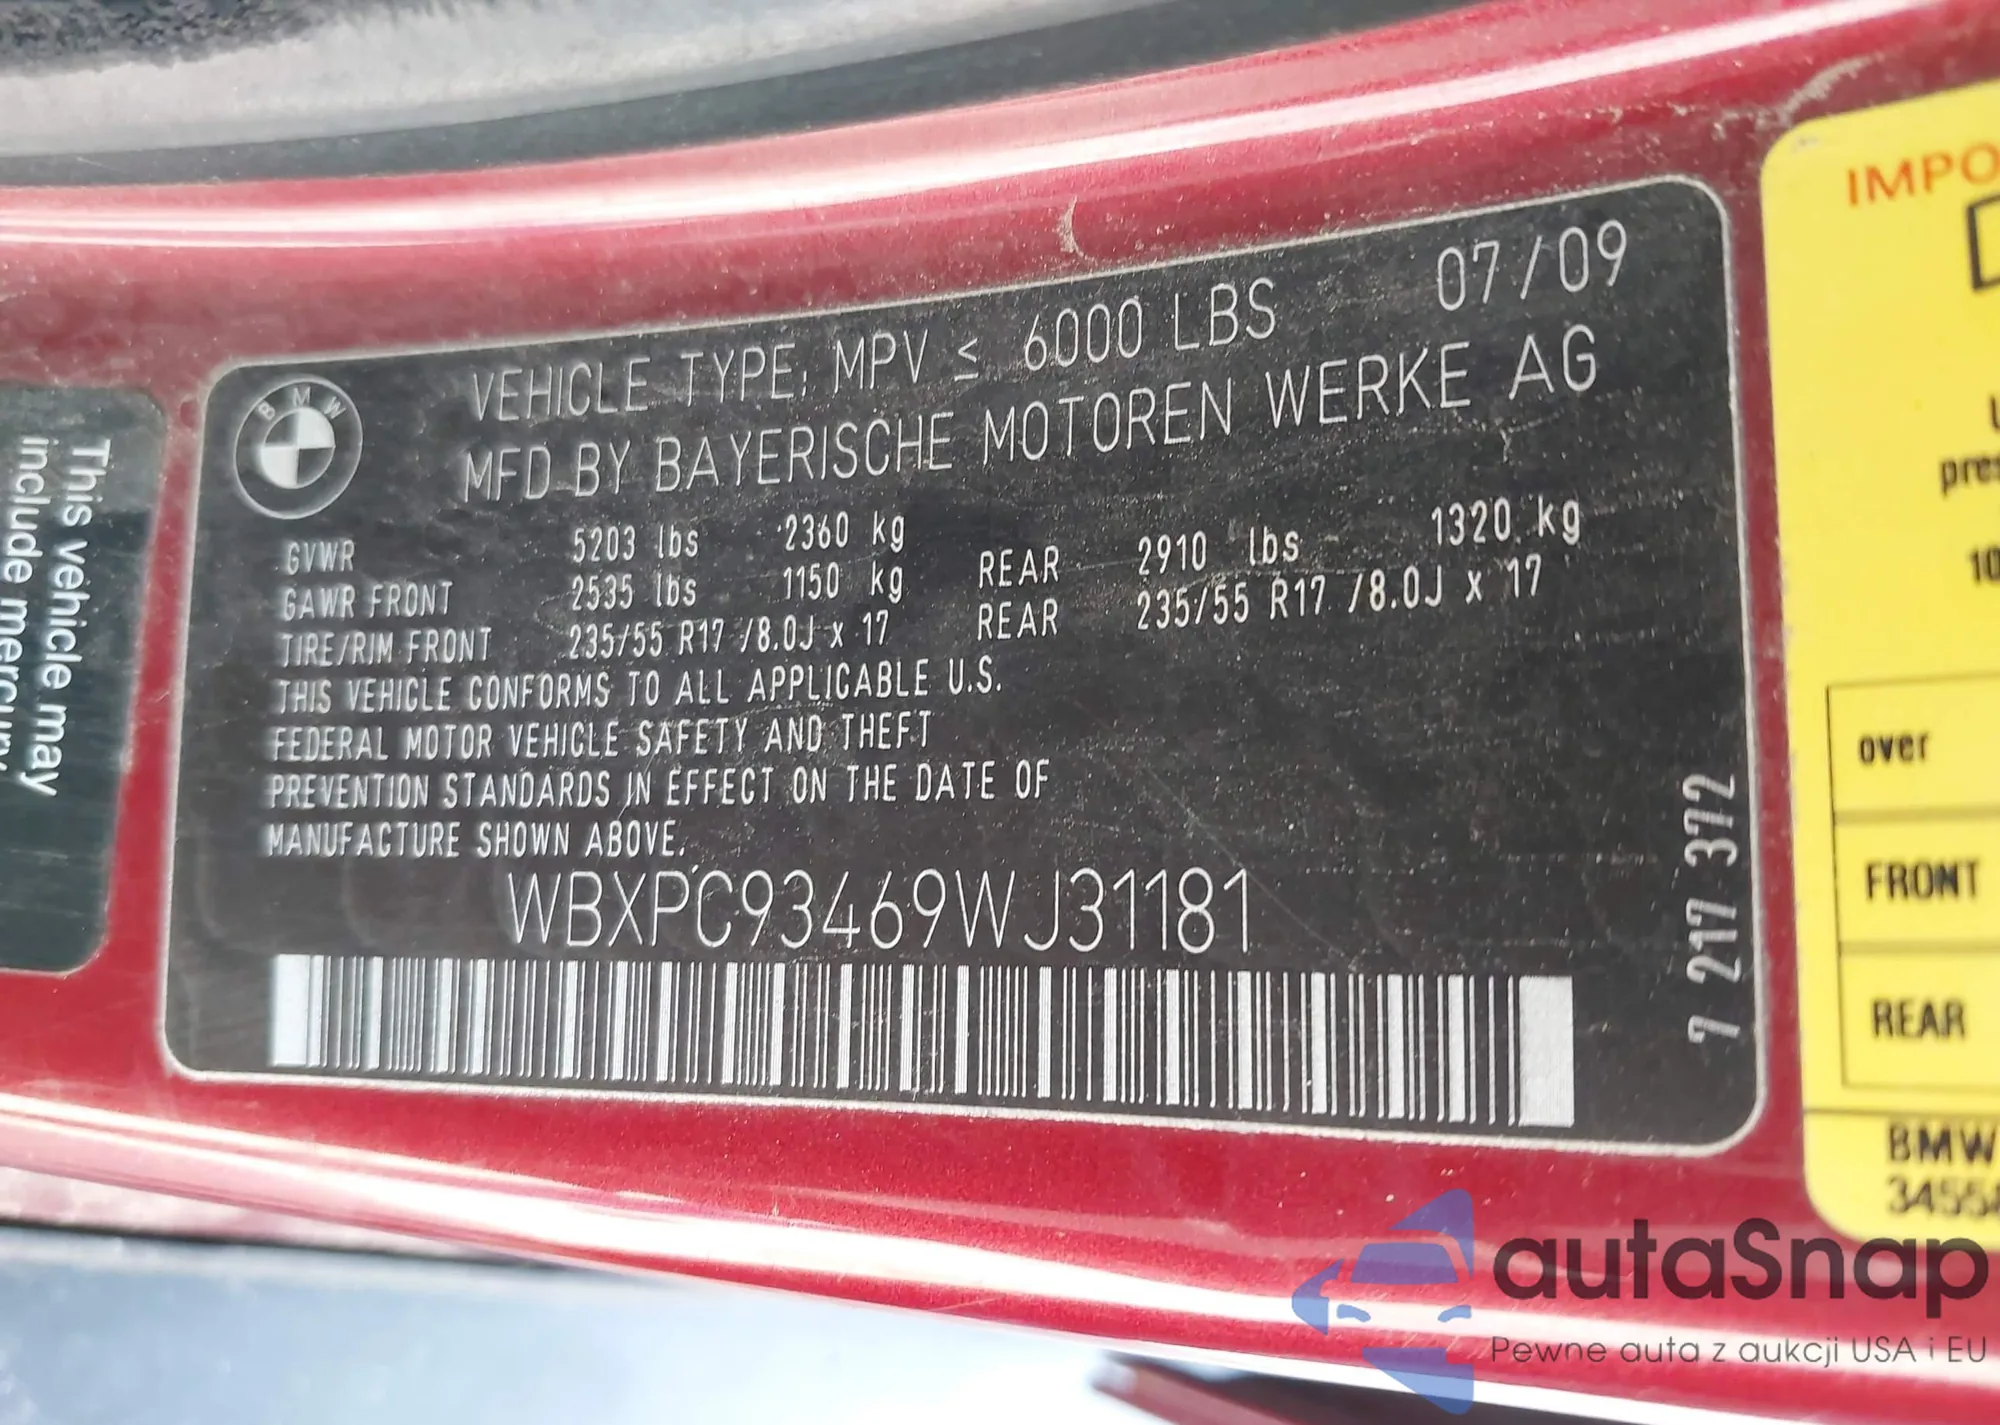 This vehicle may
include mercury
BMW
VEHICLE TYPE: MPV ≤ 6000 LBS 07/09
MFD BY BAYERISCHE MOTOREN WERKE AG
GVWR 5203 lbs 2360 kg
GAWR FRONT 2535 lbs 1150 kg REAR 2910 lbs 1320 kg
TIRE/RIM FRONT 235/55 R17 /8.0J x 17 REAR 235/55 R17 /8.0J x 17
THIS VEHICLE CONFORMS TO ALL APPLICABLE U.S.
FEDERAL MOTOR VEHICLE SAFETY AND THEFT
PREVENTION STANDARDS IN EFFECT ON THE DATE OF
MANUFACTURE SHOWN ABOVE.
WBXPC93469WJ31181
7 217 372
IMPO
pres
10
over
FRONT
REAR
BMW
3455
autaSnap
Pewne auta z aukcji USA i EU